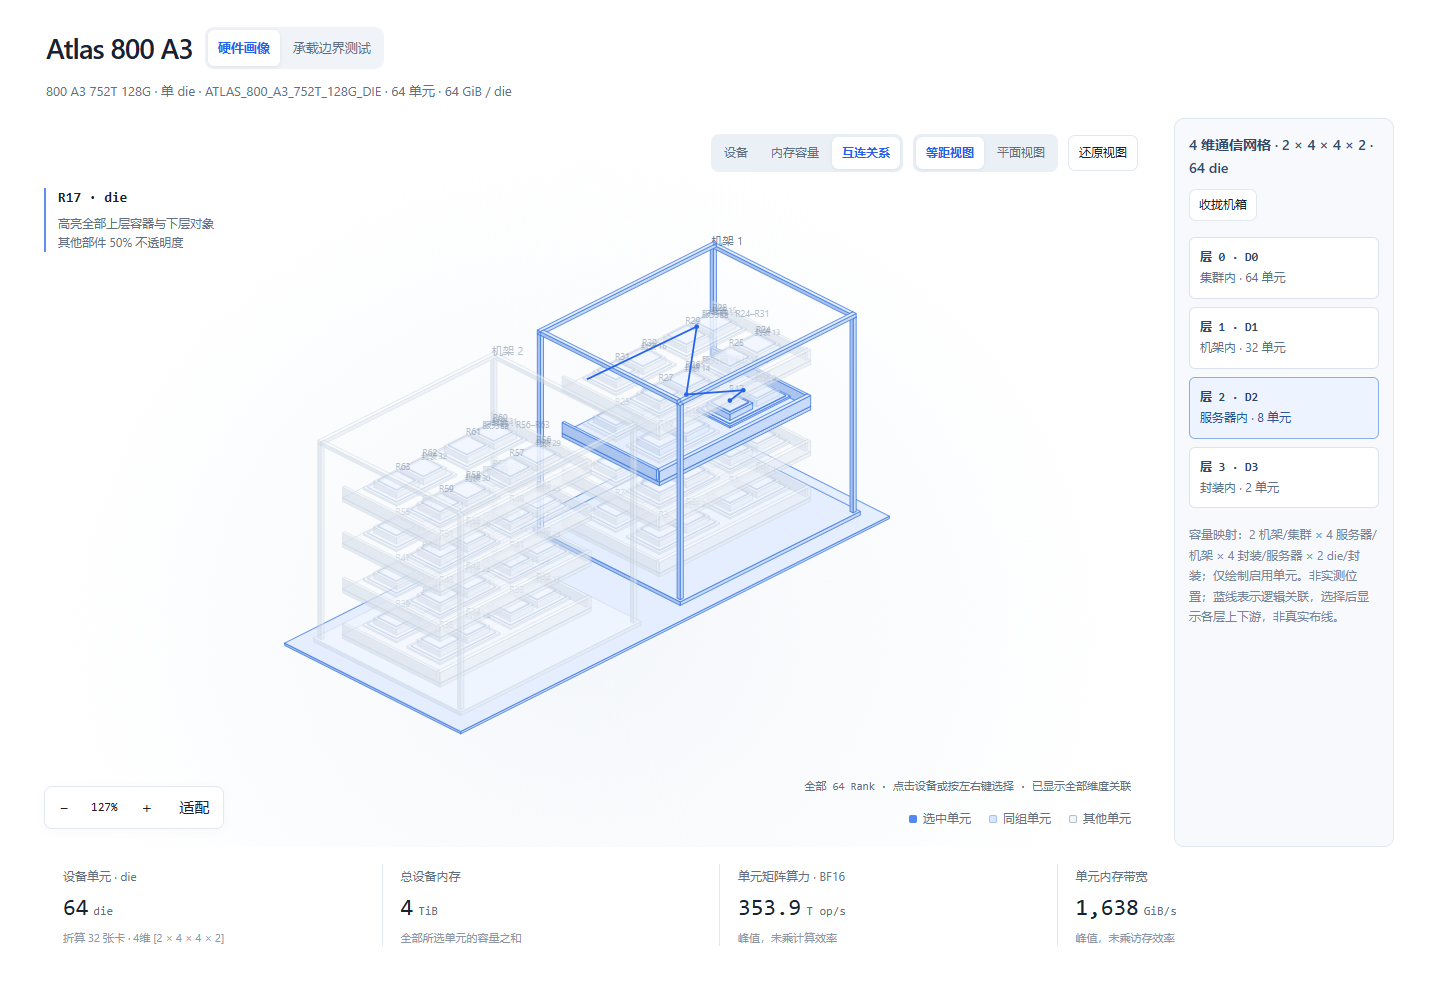 Atlas 800 A3
硬件画像
承载边界测试
800 A3 752T 128G · 单 die · ATLAS_800_A3_752T_128G_DIE · 64 单元 · 64 GiB / die
设备
内存容量
互连关系
等距视图
平面视图
还原视图
R17 · die
高亮全部上层容器与下层对象
其他部件 50% 不透明度
机架 1
R24–R31
R29
R30
R31
R25
R27
机架 2
R60
R56–R63
R61
R62
R63
R57
R59
4 维通信网格 · 2 × 4 × 4 × 2 ·
64 die
收拢机箱
层 0 · D0
集群内 · 64 单元
层 1 · D1
机架内 · 32 单元
层 2 · D2
服务器内 · 8 单元
层 3 · D3
封装内 · 2 单元
容量映射：2 机架/集群 × 4 服务器/
机架 × 4 封装/服务器 × 2 die/封
装；仅绘制启用单元。非实测位
置；蓝线表示逻辑关联，选择后显
示各层上下游，非真实布线。
− 127% + 适配
全部 64 Rank · 点击设备或按左右键选择 · 已显示全部维度关联
选中单元
同组单元
其他单元
设备单元 · die
64 die
折算 32 张卡 · 4维 [2 × 4 × 4 × 2]
总设备内存
4 TiB
全部所选单元的容量之和
单元矩阵算力 · BF16
353.9 T op/s
峰值，未乘计算效率
单元内存带宽
1,638 GiB/s
峰值，未乘访存效率